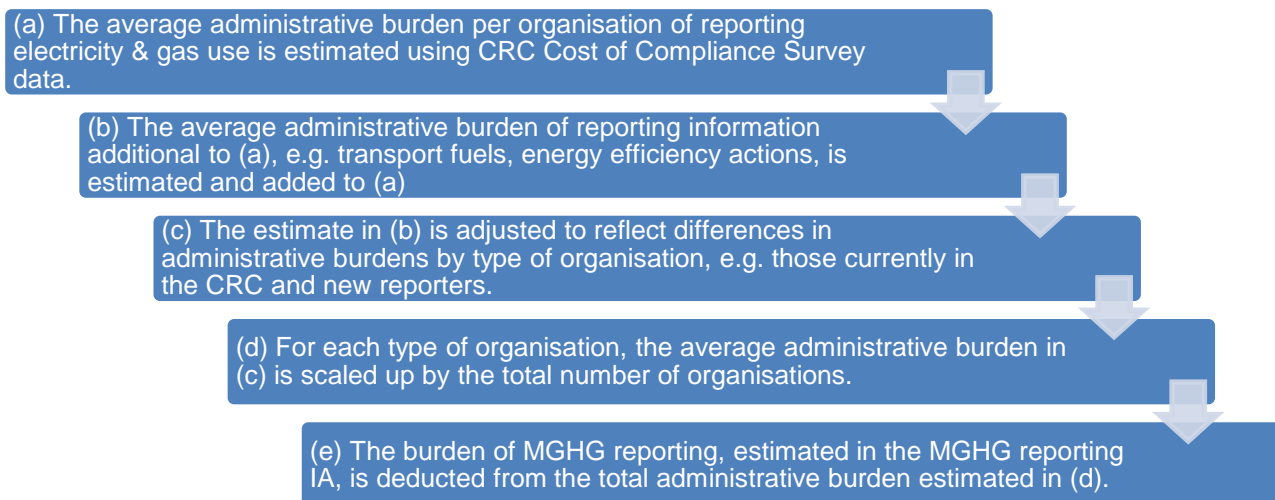 (a) The average administrative burden per organisation of reporting
electricity & gas use is estimated using CRC Cost of Compliance Survey
data.
(b) The average administrative burden of reporting information
additional to (a), e.g. transport fuels, energy efficiency actions, is
estimated and added to (a)
(c) The estimate in (b) is adjusted to reflect differences in
administrative burdens by type of organisation, e.g. those currently in
the CRC and new reporters.
(d) For each type of organisation, the average administrative burden in
(c) is scaled up by the total number of organisations.
(e) The burden of MGHG reporting, estimated in the MGHG reporting
IA, is deducted from the total administrative burden estimated in (d).